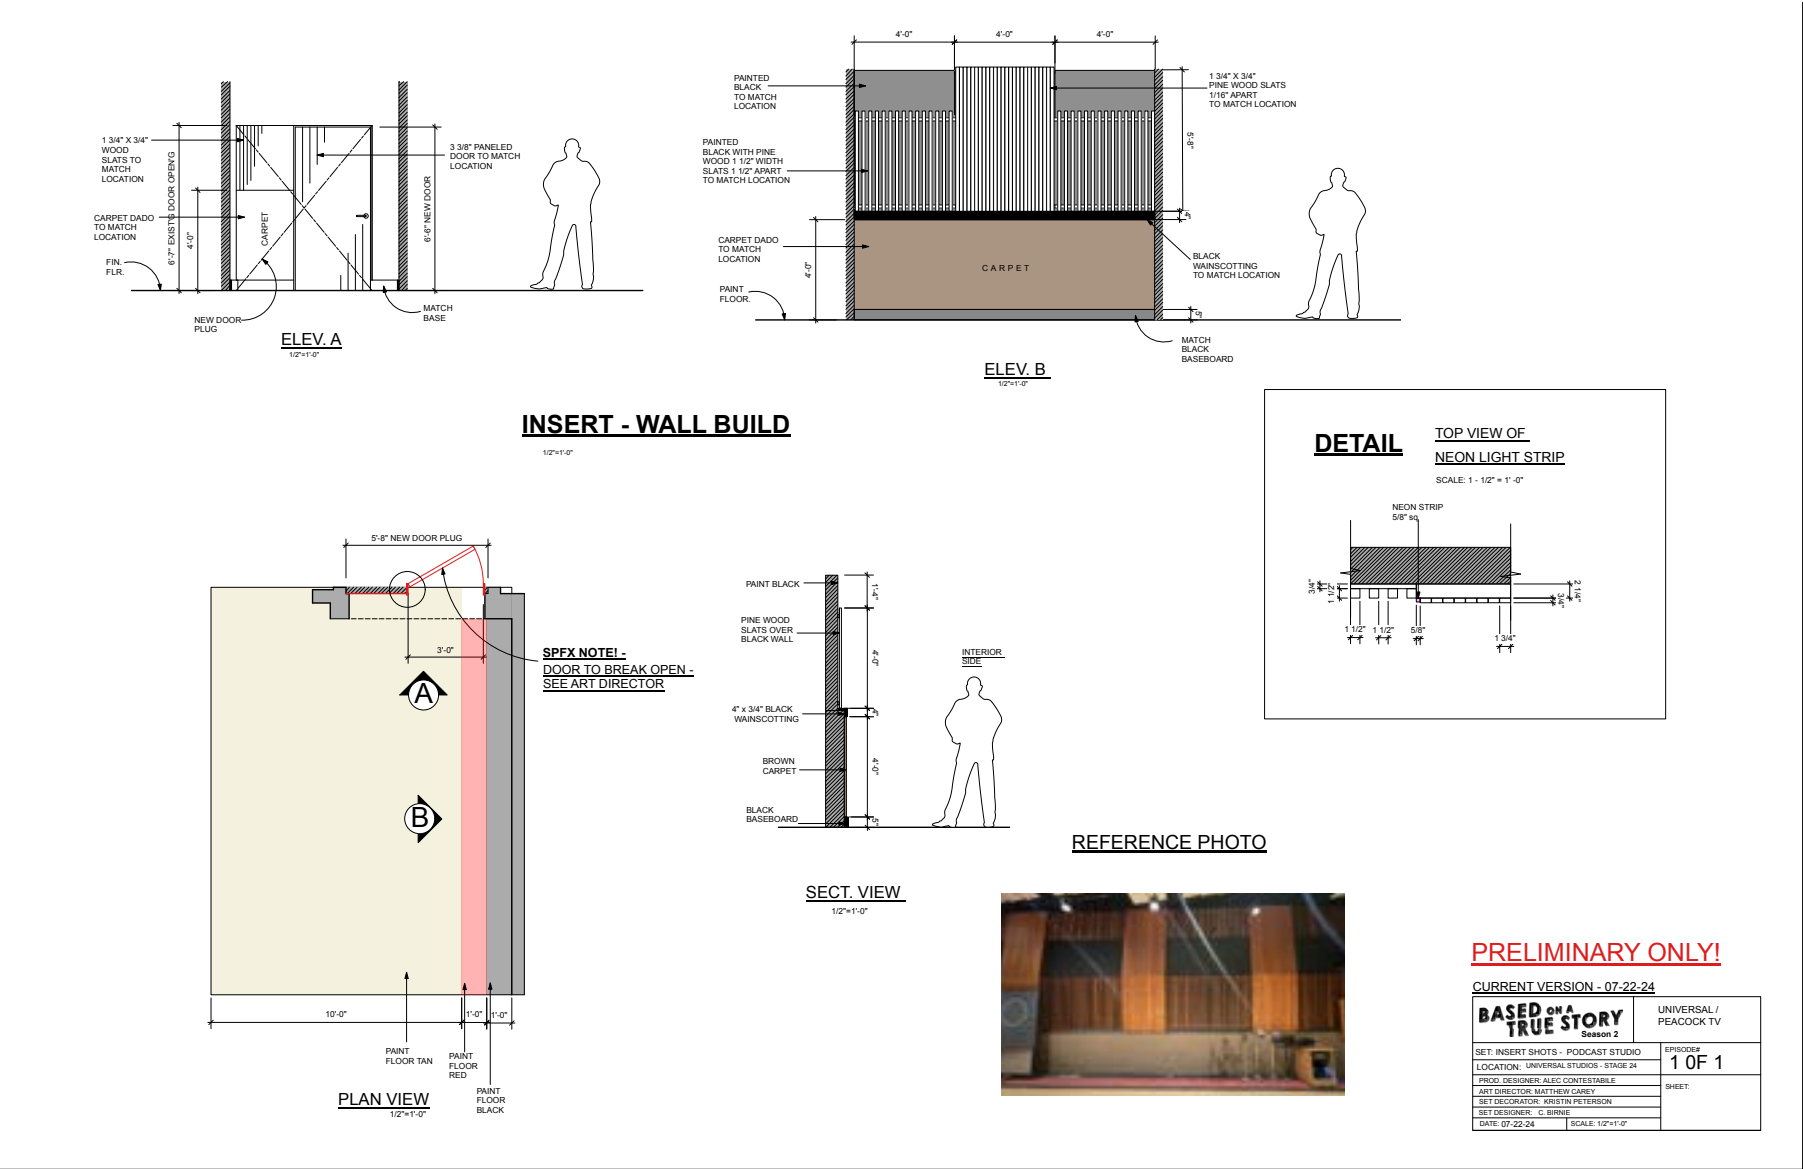 4'-0"
4'-0"
4'-0"
PAINTED
BLACK
TO MATCH
LOCATION
1 3/4" X 3/4"
PINE WOOD SLATS
1/16" APART
TO MATCH LOCATION
PAINTED
BLACK WITH PINE
WOOD 1 1/2" WIDTH
SLATS 1 1/2" APART
TO MATCH LOCATION
5'-8"
4"
CARPET DADO
TO MATCH
LOCATION
CARPET
4'-0"
BLACK
WAINSCOTTING
TO MATCH LOCATION
PAINT
FLOOR.
5"
MATCH
BLACK
BASEBOARD
ELEV. B
1/2"=1'-0"
1 3/4" X 3/4"
WOOD
SLATS TO
MATCH
LOCATION
6'-7" EXIST'G DOOR OPEN'G
3 3/8" PANELED
DOOR TO MATCH
LOCATION
6'-6" NEW DOOR
CARPET DADO
TO MATCH
LOCATION
4'-0"
CARPET
FIN.
FLR.
NEW DOOR
PLUG
MATCH
BASE
ELEV. A
1/2"=1'-0"
INSERT - WALL BUILD
1/2"=1'-0"
DETAIL
TOP VIEW OF
NEON LIGHT STRIP
SCALE: 1 - 1/2" = 1' -0"
NEON STRIP
5/8" sq
3/4"
1 1/2"
2 1/4"
3/4"
1 1/2"
1 1/2"
5/8"
1 3/4"
5'-8" NEW DOOR PLUG
3'-0"
SPFX NOTE! -
DOOR TO BREAK OPEN -
SEE ART DIRECTOR
A
B
10'-0"
1'-0"
1'-0"
PAINT
FLOOR TAN
PAINT
FLOOR
RED
PAINT
FLOOR
BLACK
PLAN VIEW
1/2"=1'-0"
PAINT BLACK
1'-4"
PINE WOOD
SLATS OVER
BLACK WALL
4'-0"
INTERIOR
SIDE
4" x 3/4" BLACK
WAINSCOTTING
4"
BROWN
CARPET
4'-0"
BLACK
BASEBOARD
5"
SECT. VIEW
1/2"=1'-0"
REFERENCE PHOTO
PRELIMINARY ONLY!
CURRENT VERSION - 07-22-24
BASED ON A
TRUE STORY
Season 2
UNIVERSAL /
PEACOCK TV
SET: INSERT SHOTS - PODCAST STUDIO
LOCATION: UNIVERSAL STUDIOS - STAGE 24
EPISODE#
1 0F 1
PROD. DESIGNER: ALEC CONTESTABILE
ART DIRECTOR: MATTHEW CAREY
SET DECORATOR: KRISTIN PETERSON
SET DESIGNER: C. BIRNIE
DATE: 07-22-24
SCALE: 1/2"=1'-0"
SHEET: